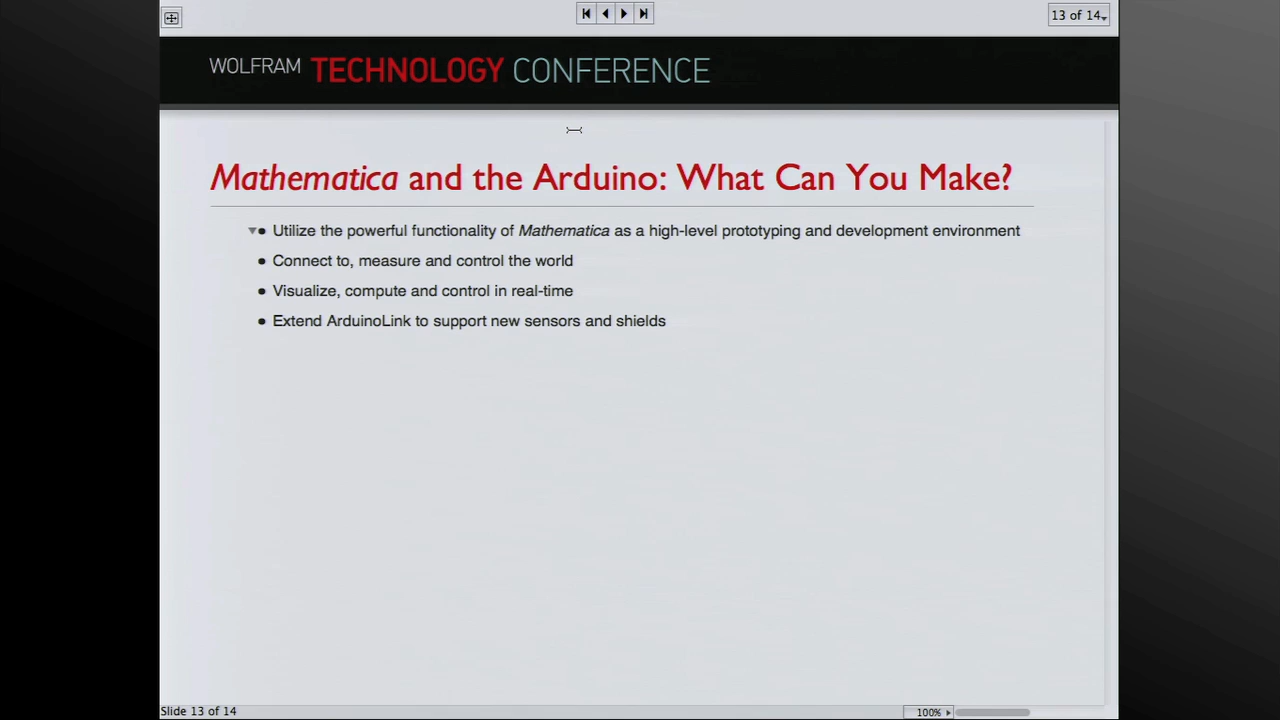 13 of 14
WOLFRAM TECHNOLOGY CONFERENCE
Mathematica and the Arduino: What Can You Make?
● Utilize the powerful functionality of Mathematica as a high-level prototyping and development environment
● Connect to, measure and control the world
● Visualize, compute and control in real-time
● Extend ArduinoLink to support new sensors and shields
Slide 13 of 14
100%